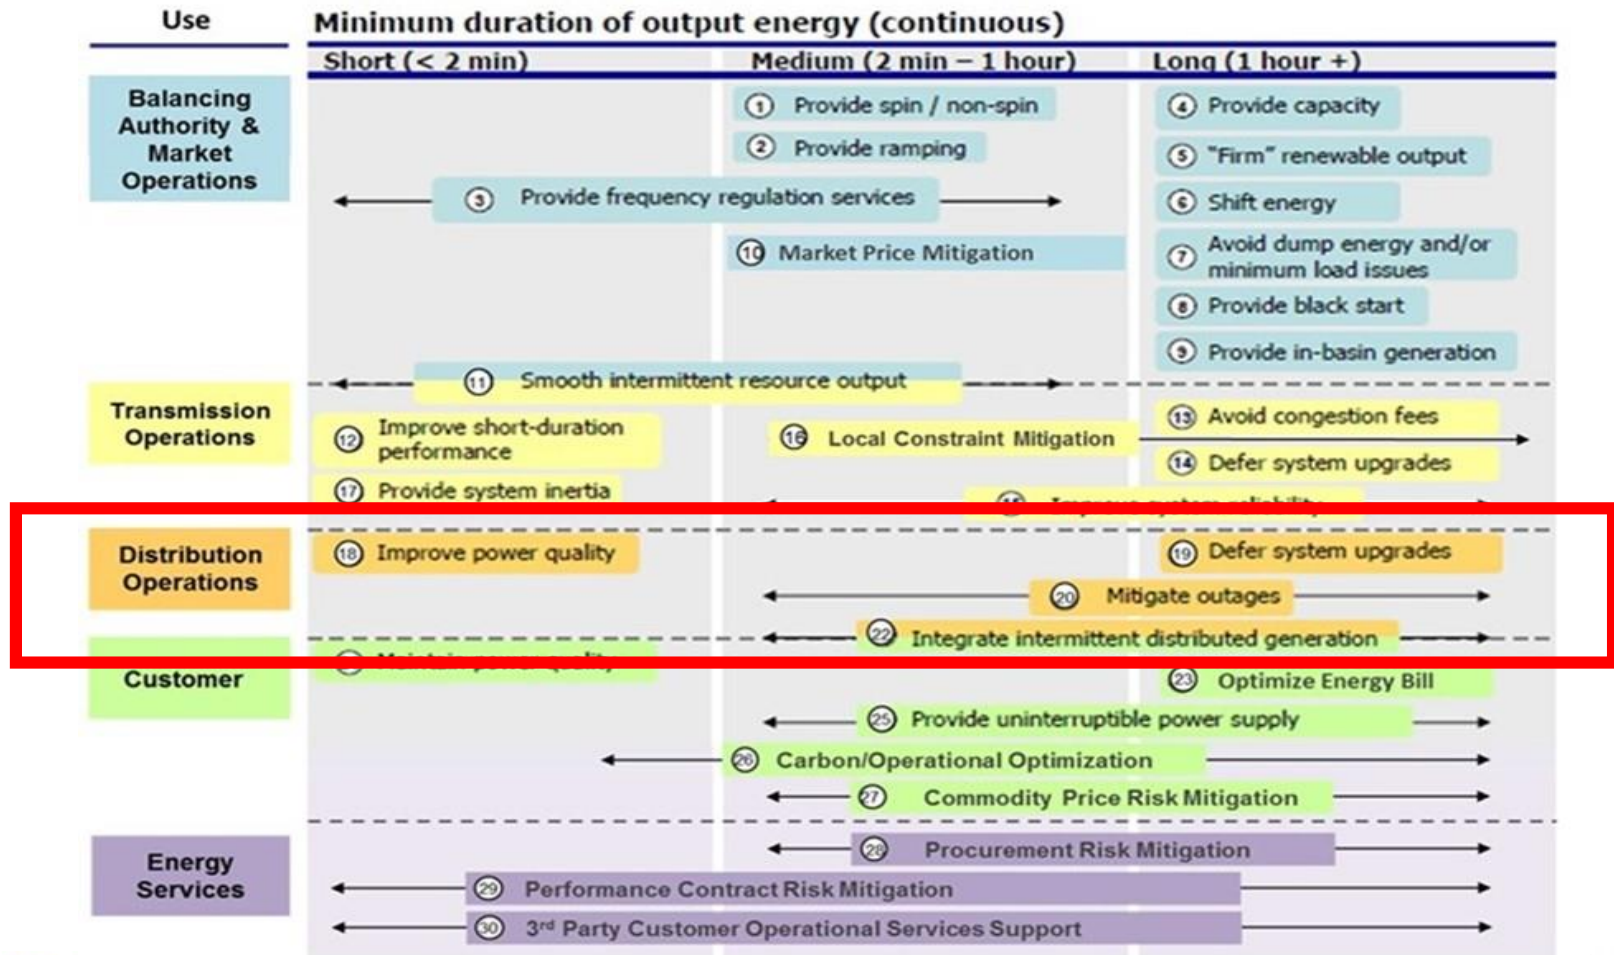 Use
Minimum duration of output energy (continuous)
Short (< 2 min)
Medium (2 min – 1 hour)
Long (1 hour +)
Balancing
Authority &
Market
Operations
1 Provide spin / non-spin
2 Provide ramping
3 Provide frequency regulation services
10 Market Price Mitigation
4 Provide capacity
5 "Firm" renewable output
6 Shift energy
7 Avoid dump energy and/or
minimum load issues
8 Provide black start
9 Provide in-basin generation
11 Smooth intermittent resource output
Transmission
Operations
12 Improve short-duration
performance
17 Provide system inertia
16 Local Constraint Mitigation
13 Avoid congestion fees
14 Defer system upgrades
15 Improve system reliability
Distribution
Operations
18 Improve power quality
19 Defer system upgrades
20 Mitigate outages
22 Integrate intermittent distributed generation
Customer
Maintain power quality
23 Optimize Energy Bill
25 Provide uninterruptible power supply
26 Carbon/Operational Optimization
27 Commodity Price Risk Mitigation
Energy
Services
28 Procurement Risk Mitigation
29 Performance Contract Risk Mitigation
30 3rd Party Customer Operational Services Support